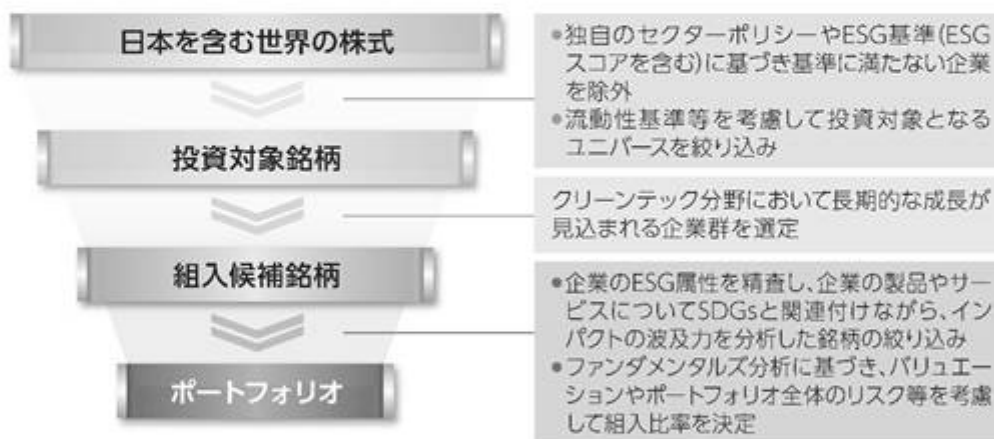 日本を含む世界の株式
●独自のセクターポリシーやESG基準(ESG
スコアを含む)に基づき基準に満たない企業
を除外
●流動性基準等を考慮して投資対象となる
ユニバースを絞り込み
投資対象銘柄
クリーンテック分野において長期的な成長が
見込まれる企業群を選定
組入候補銘柄
●企業のESG属性を精査し、企業の製品やサー
ビスについてSDGsと関連付けながら、イン
パクトの波及力を分析した銘柄の絞り込み
●ファンダメンタルズ分析に基づき、バリュエー
ションやポートフォリオ全体のリスク等を考慮
して組入比率を決定
ポートフォリオ